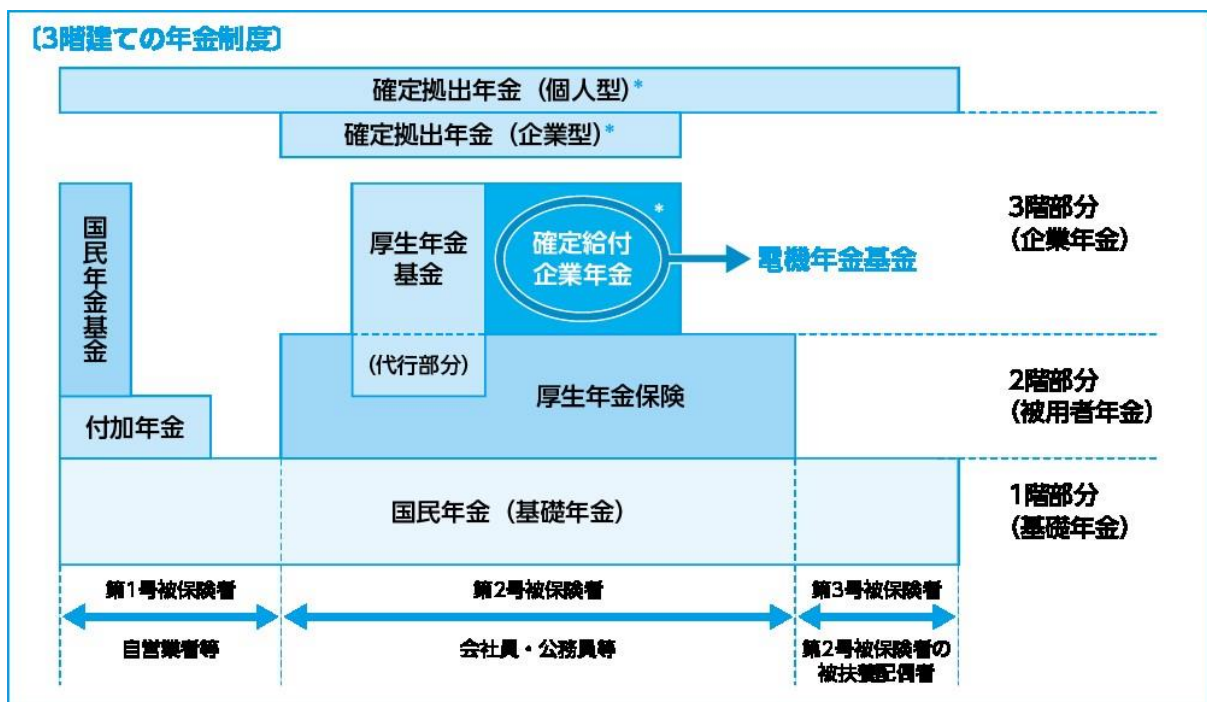 〔3階建ての年金制度〕
確定拠出年金（個人型）*
確定拠出年金（企業型）*
国民年金基金
厚生年金
基金
確定給付
企業年金
*
電機年金基金
3階部分
（企業年金）
(代行部分)
厚生年金保険
付加年金
2階部分
（被用者年金）
国民年金（基礎年金）
1階部分
（基礎年金）
第1号被保険者
第2号被保険者
第3号被保険者
自営業者等
会社員・公務員等
第2号被保険者の
被扶養配偶者